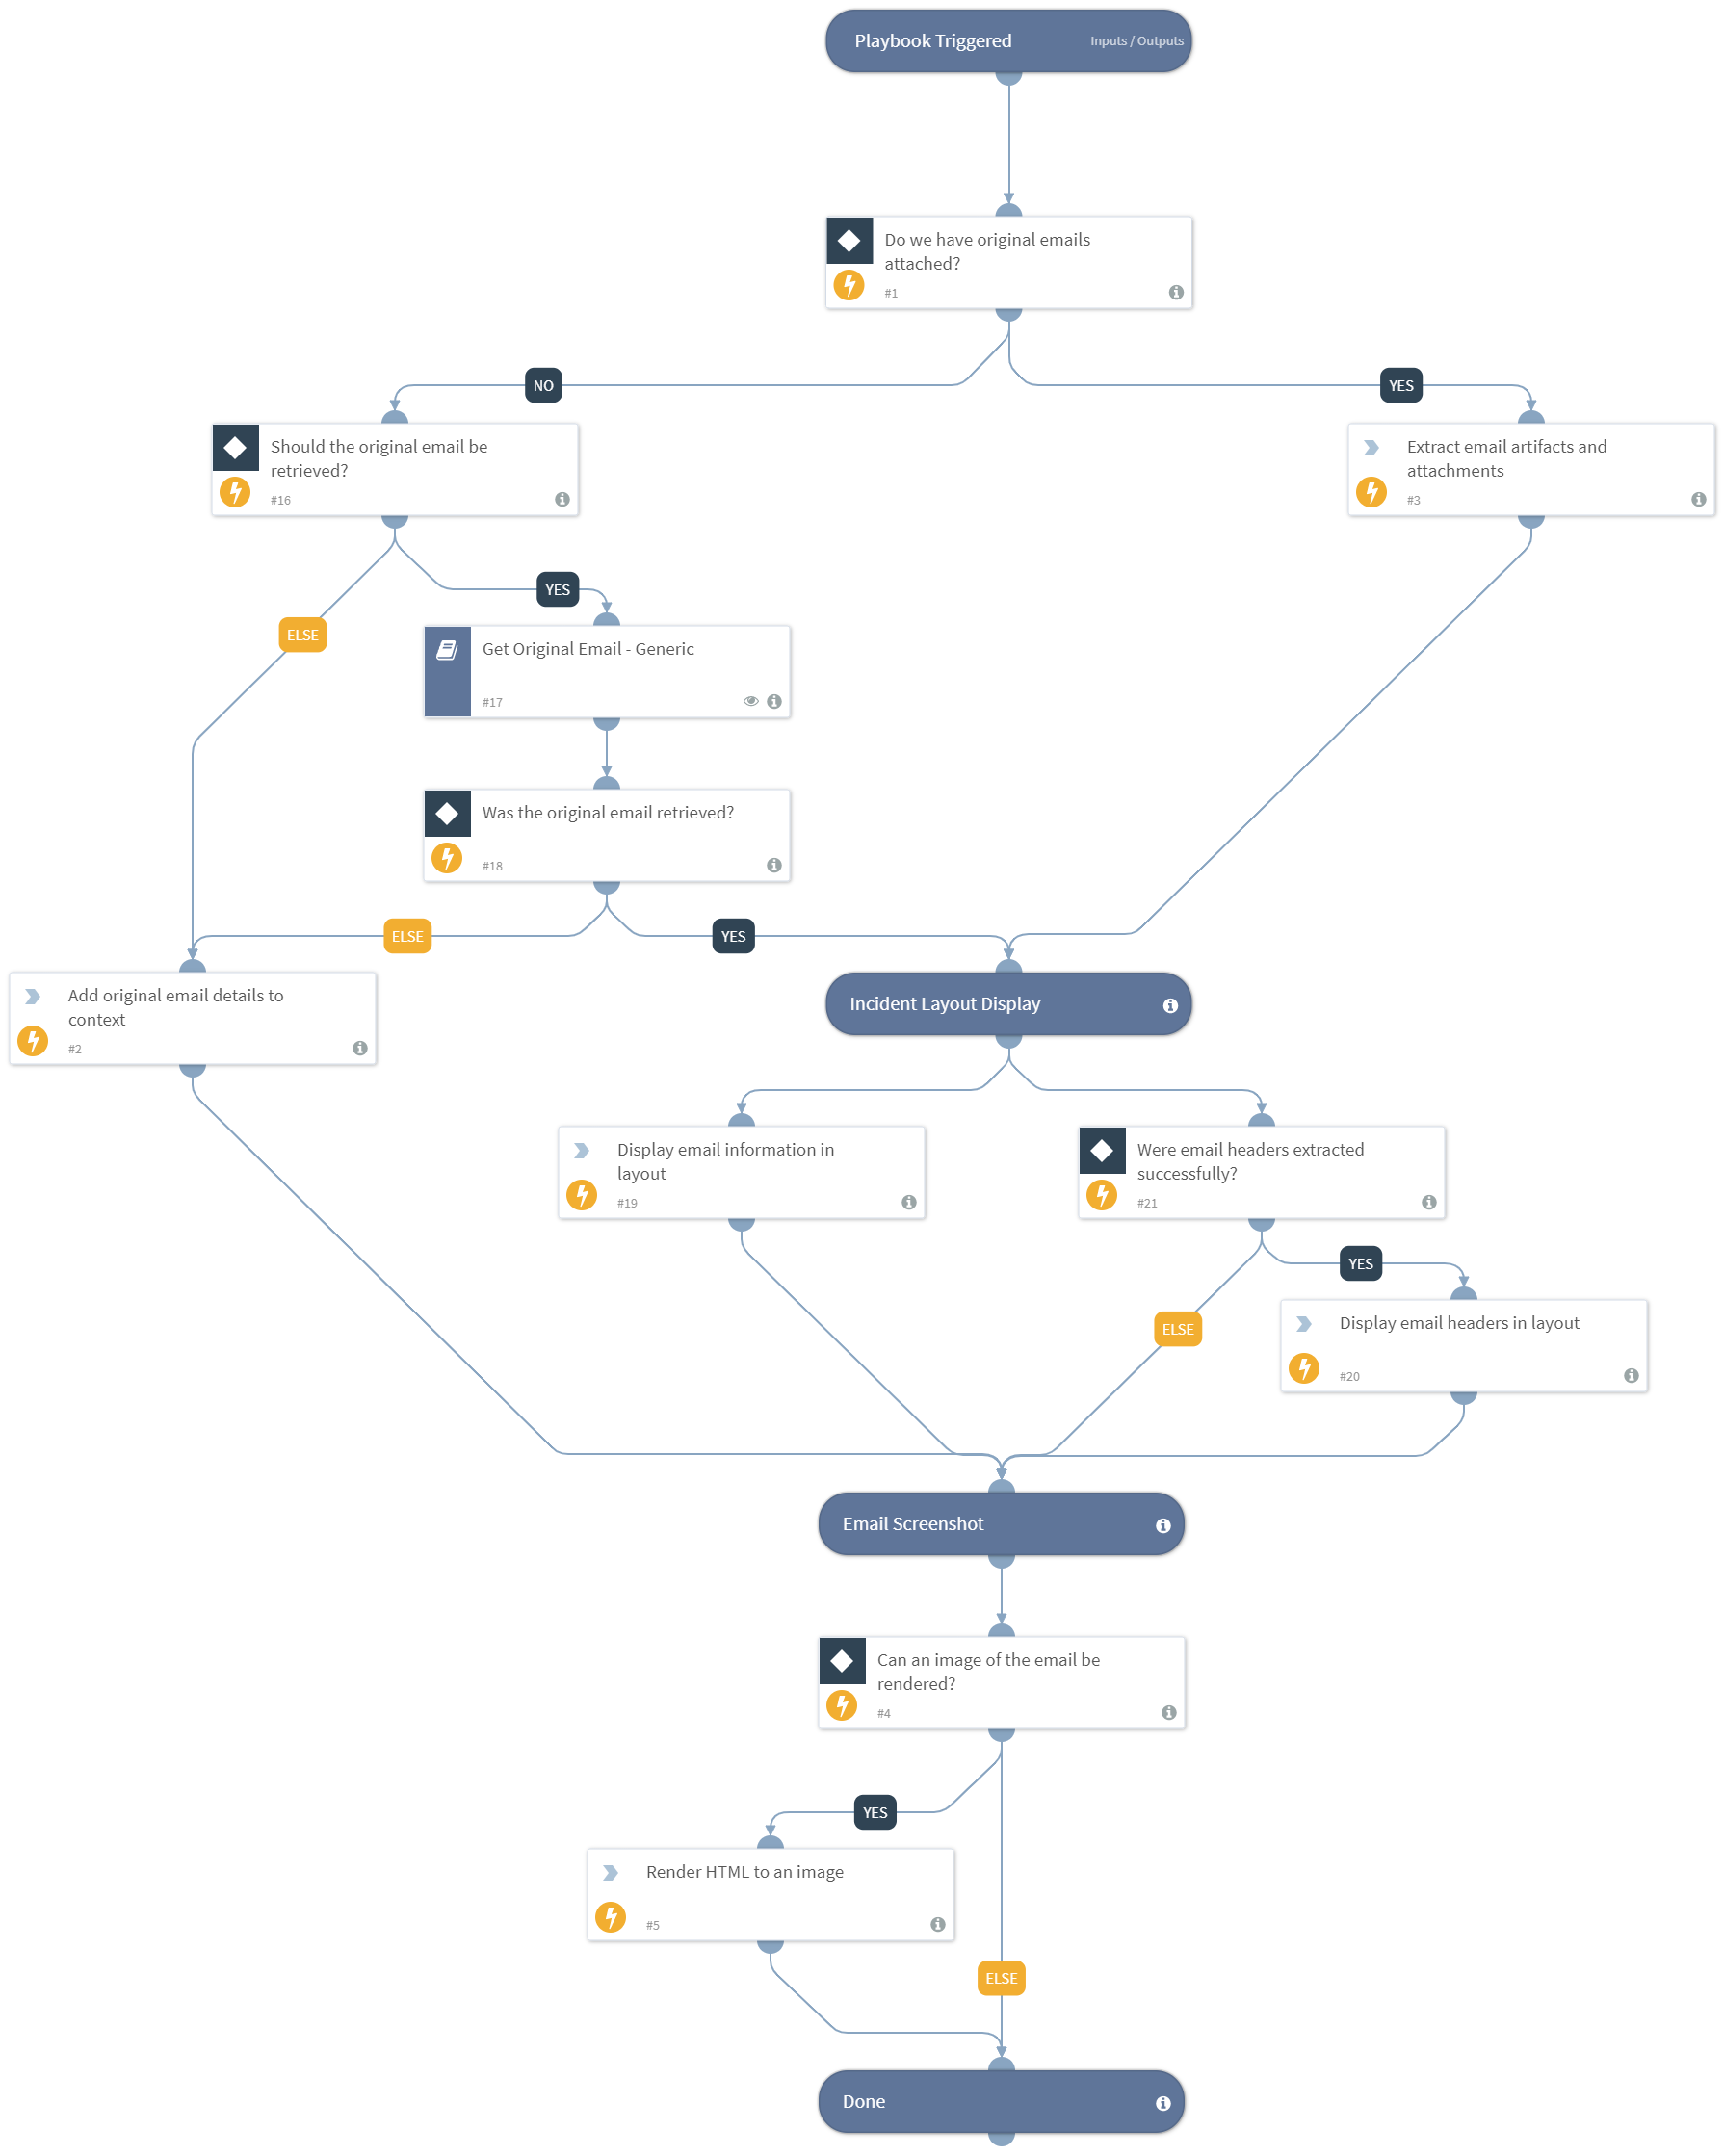 Playbook Triggered
Inputs / Outputs
Do we have original emails
attached?
#1
NO
YES
Should the original email be
retrieved?
#16
Extract email artifacts and
attachments
#3
YES
ELSE
Get Original Email - Generic
#17
Was the original email retrieved?
#18
ELSE
YES
Add original email details to
context
#2
Incident Layout Display
Display email information in
layout
#19
Were email headers extracted
successfully?
#21
YES
ELSE
Display email headers in layout
#20
Email Screenshot
Can an image of the email be
rendered?
#4
YES
Render HTML to an image
#5
ELSE
Done